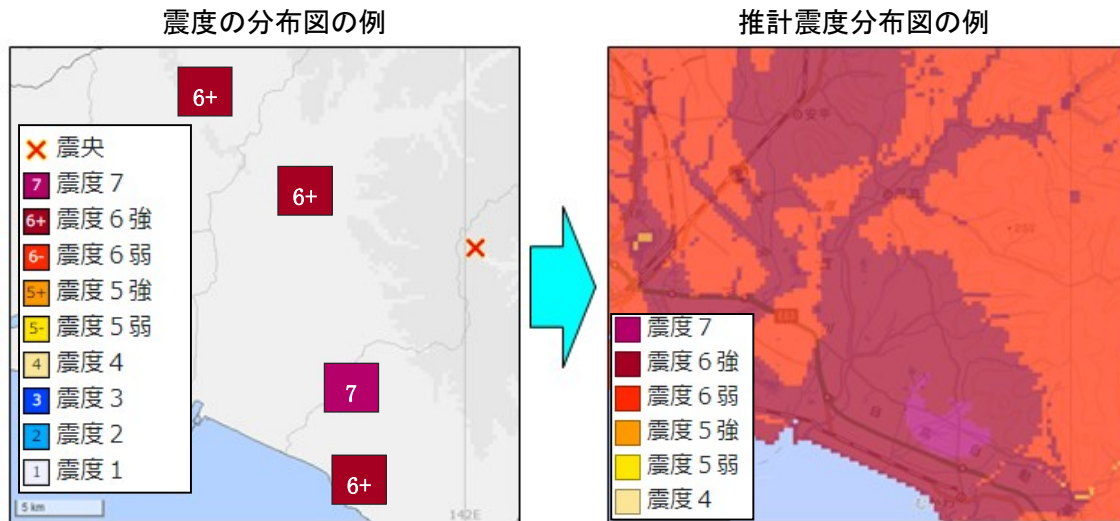 震度の分布図の例
推計震度分布図の例
6+
6+
7
6+
震央
7 震度7
6+ 震度6強
6- 震度6弱
5+ 震度5強
5- 震度5弱
4 震度4
3 震度3
2 震度2
1 震度1
5 km
142E
安平
震度7
震度6強
震度6弱
震度5強
震度5弱
震度4